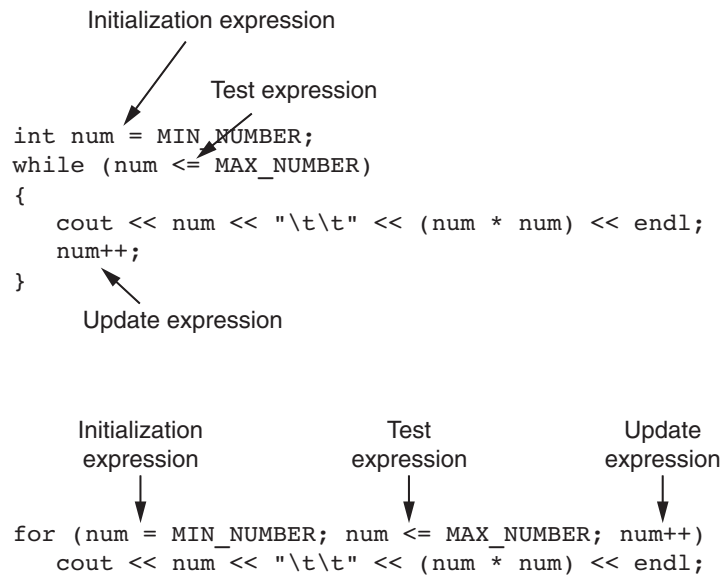 Initialization expression
Test expression
int num = MIN_NUMBER;
while (num <= MAX_NUMBER)
{
cout << num << "\t\t" << (num * num) << endl;
num++;
}
Update expression
Initialization expression
Test expression
Update expression
for (num = MIN_NUMBER; num <= MAX_NUMBER; num++)
cout << num << "\t\t" << (num * num) << endl;